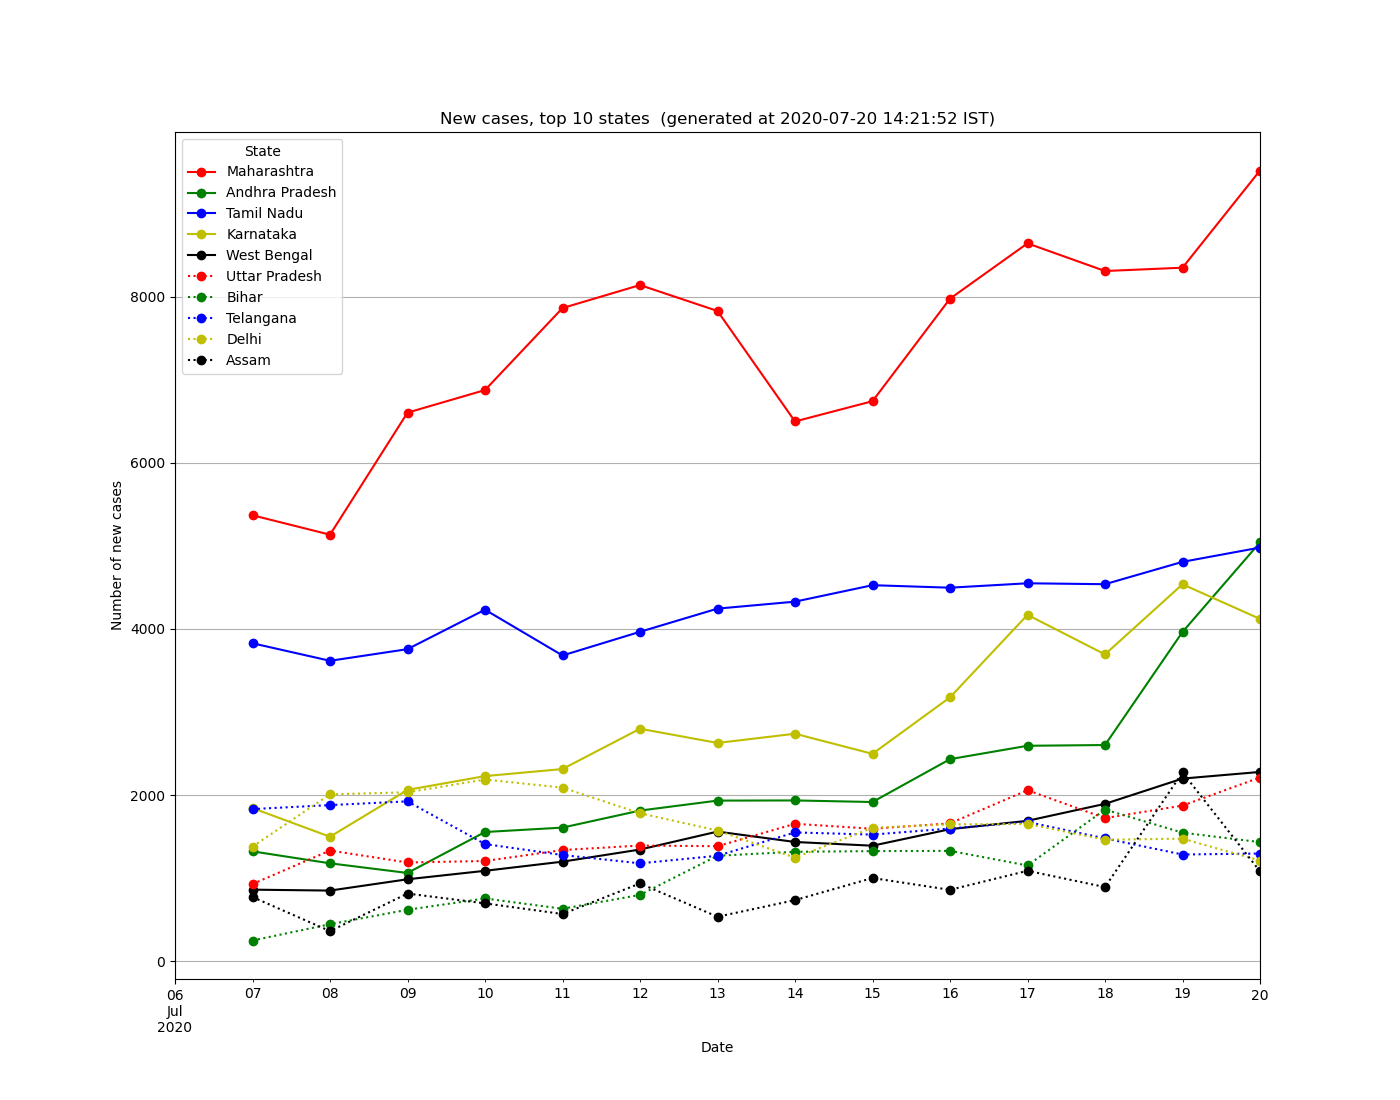 New cases, top 10 states  (generated at 2020-07-20 14:21:52 IST)
State
Maharashtra
Andhra Pradesh
Tamil Nadu
Karnataka
West Bengal
Uttar Pradesh
Bihar
Telangana
Delhi
Assam
8000
6000
4000
2000
0
Number of new cases
06 07 08 09 10 11 12 13 14 15 16 17 18 19 20
Jul
2020
Date